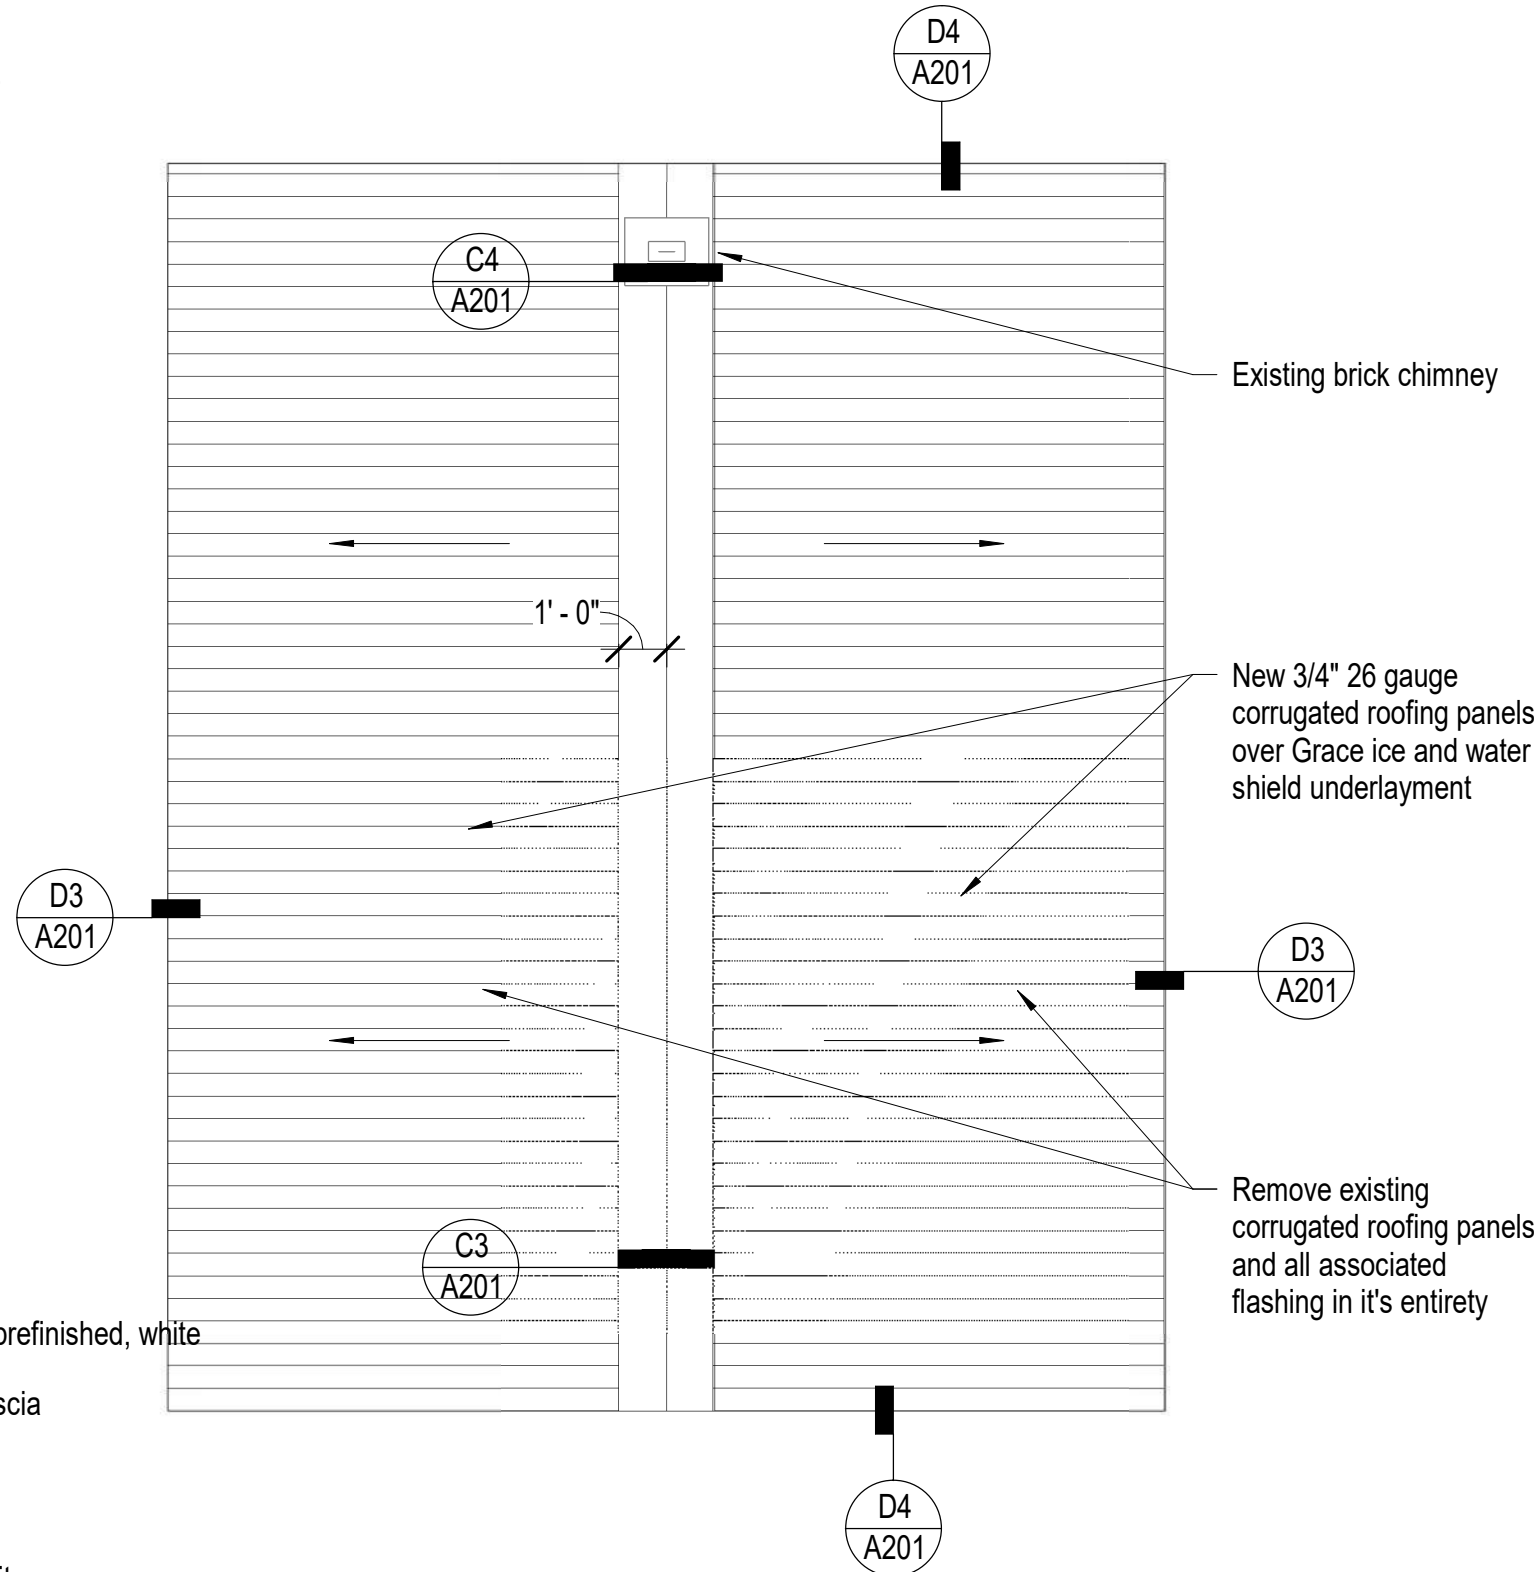 D4
A201
C4
A201
Existing brick chimney
1' - 0"
New 3/4" 26 gauge
corrugated roofing panels
over Grace ice and water
shield underlayment
D3
A201
D3
A201
Remove existing
corrugated roofing panels
and all associated
flashing in it's entirety
C3
A201
prefinished, white
scia
D4
A201